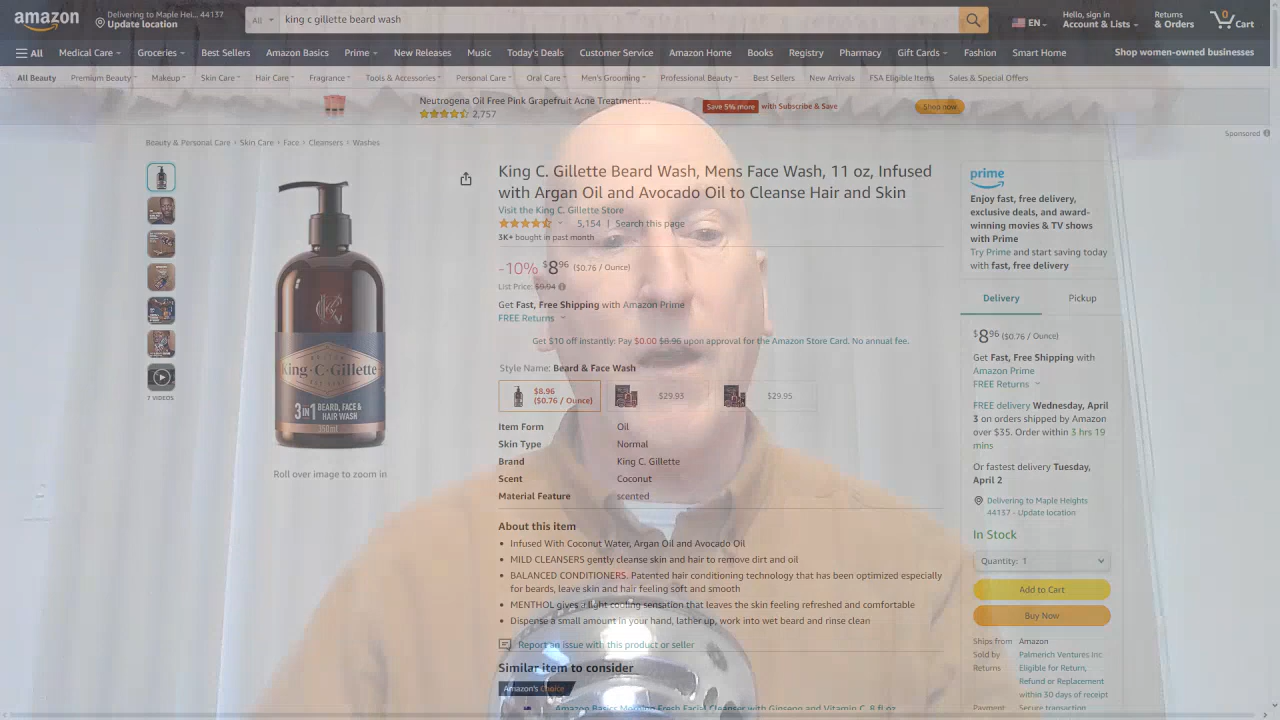 amazon
Delivering to Maple Hei... 44137
Update location
All
king c gillette beard wash
EN
Hello, sign in
Account & Lists
Returns
& Orders
0
Cart
All
Medical Care
Groceries
Best Sellers
Amazon Basics
Prime
New Releases
Music
Today's Deals
Customer Service
Amazon Home
Books
Registry
Pharmacy
Gift Cards
Fashion
Smart Home
Shop women-owned businesses
All Beauty
Premium Beauty
Makeup
Skin Care
Hair Care
Fragrance
Tools & Accessories
Personal Care
Oral Care
Men's Grooming
Professional Beauty
Best Sellers
New Arrivals
FSA Eligible Items
Sales & Special Offers
Neutrogena Oil Free Pink Grapefruit Acne Treatment...
2,757
Save 5% more with Subscribe & Save
Shop now
Sponsored
Beauty & Personal Care › Skin Care › Face › Cleansers › Washes
7 VIDEOS
King C. Gillette
3 IN 1 BEARD, FACE &
HAIR WASH
350ml
Roll over image to zoom in
King C. Gillette Beard Wash, Mens Face Wash, 11 oz, Infused
with Argan Oil and Avocado Oil to Cleanse Hair and Skin
Visit the King C. Gillette Store
5,154 | Search this page
3K+ bought in past month
-10% $896 ($0.76 / Ounce)
List Price: $9.94
Get Fast, Free Shipping with Amazon Prime
FREE Returns
Get $10 off instantly: Pay $0.00 $8.96 upon approval for the Amazon Store Card. No annual fee.
Style Name: Beard & Face Wash
$8.96
($0.76 / Ounce)
$29.93
$29.95
Item Form Oil
Skin Type Normal
Brand King C. Gillette
Scent Coconut
Material Feature scented
About this item
• Infused With Coconut Water, Argan Oil and Avocado Oil
• MILD CLEANSERS gently cleanse skin and hair to remove dirt and oil
• BALANCED CONDITIONERS. Patented hair conditioning technology that has been optimized especially
for beards, leave skin and hair feeling soft and smooth
• MENTHOL gives a light cooling sensation that leaves the skin feeling refreshed and comfortable
• Dispense a small amount in your hand, lather up, work into wet beard and rinse clean
Report an issue with this product or seller
Similar item to consider
Amazon's Choice
Amazon Basics Morning Fresh Facial Cleanser with Ginseng and Vitamin C, 8 fl oz
prime
Enjoy fast, free delivery,
exclusive deals, and award-
winning movies & TV shows
with Prime
Try Prime and start saving today
with fast, free delivery
Delivery
Pickup
$896 ($0.76 / Ounce)
Get Fast, Free Shipping with
Amazon Prime
FREE Returns
FREE delivery Wednesday, April
3 on orders shipped by Amazon
over $35. Order within 3 hrs 19
mins
Or fastest delivery Tuesday,
April 2
Delivering to Maple Heights
44137 - Update location
In Stock
Quantity: 1
Add to Cart
Buy Now
Ships from Amazon
Sold by Palmerich Ventures Inc
Returns Eligible for Return,
Refund or Replacement
within 30 days of receipt
Payment Secure transaction